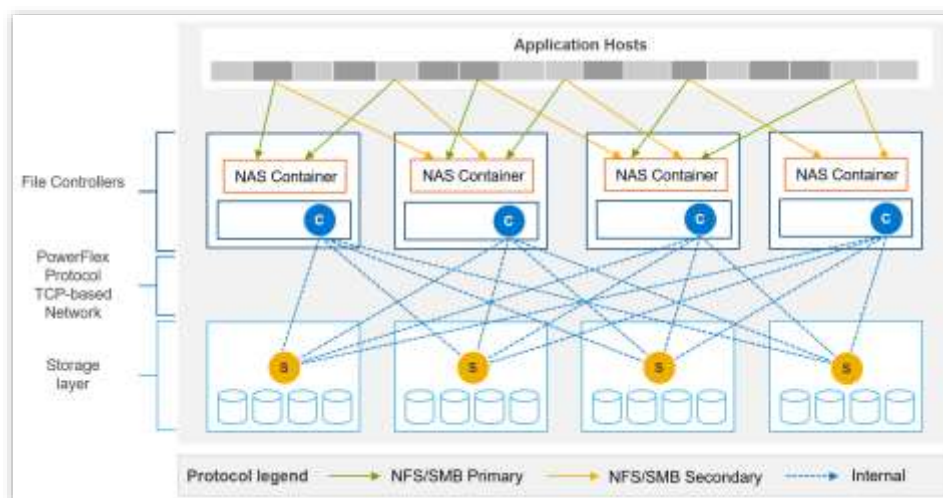 Application Hosts
File Controllers
NAS Container
NAS Container
NAS Container
NAS Container
C
C
C
C
PowerFlex
Protocol
TCP-based
Network
Storage
layer
S
S
S
S
Protocol legend
NFS/SMB Primary
NFS/SMB Secondary
Internal